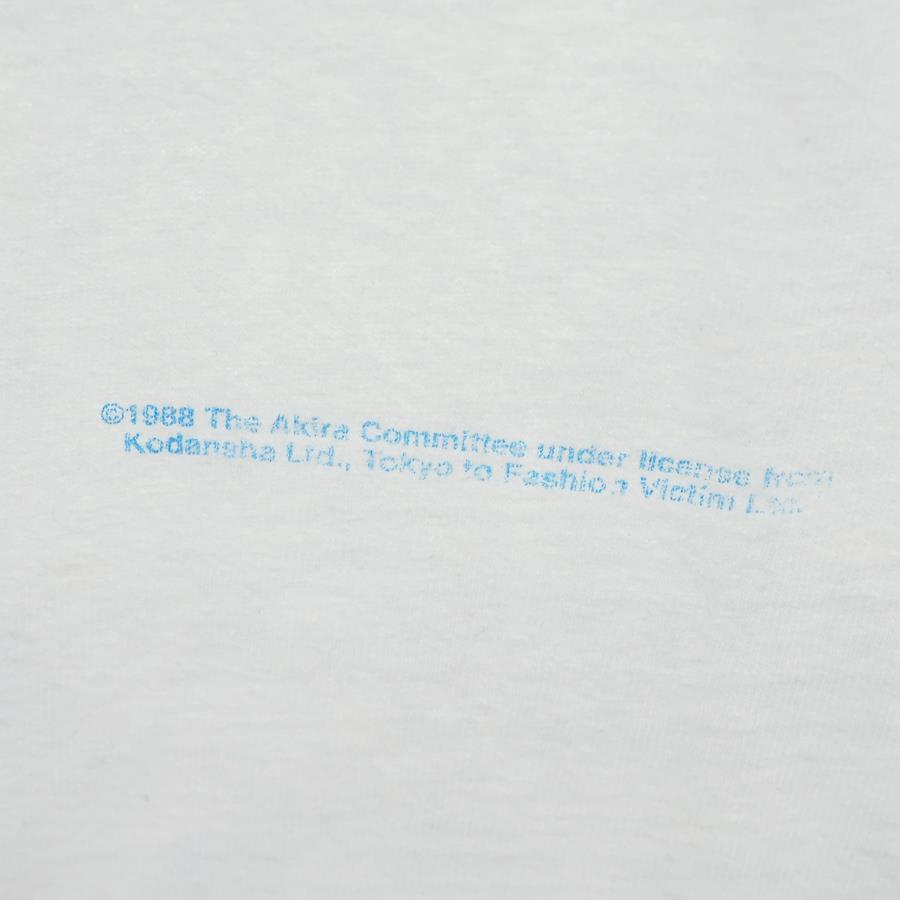 ©1988 The Akira Committee under license from
Kodansha Ltd., Tokyo to Fashion Victim Ltd.